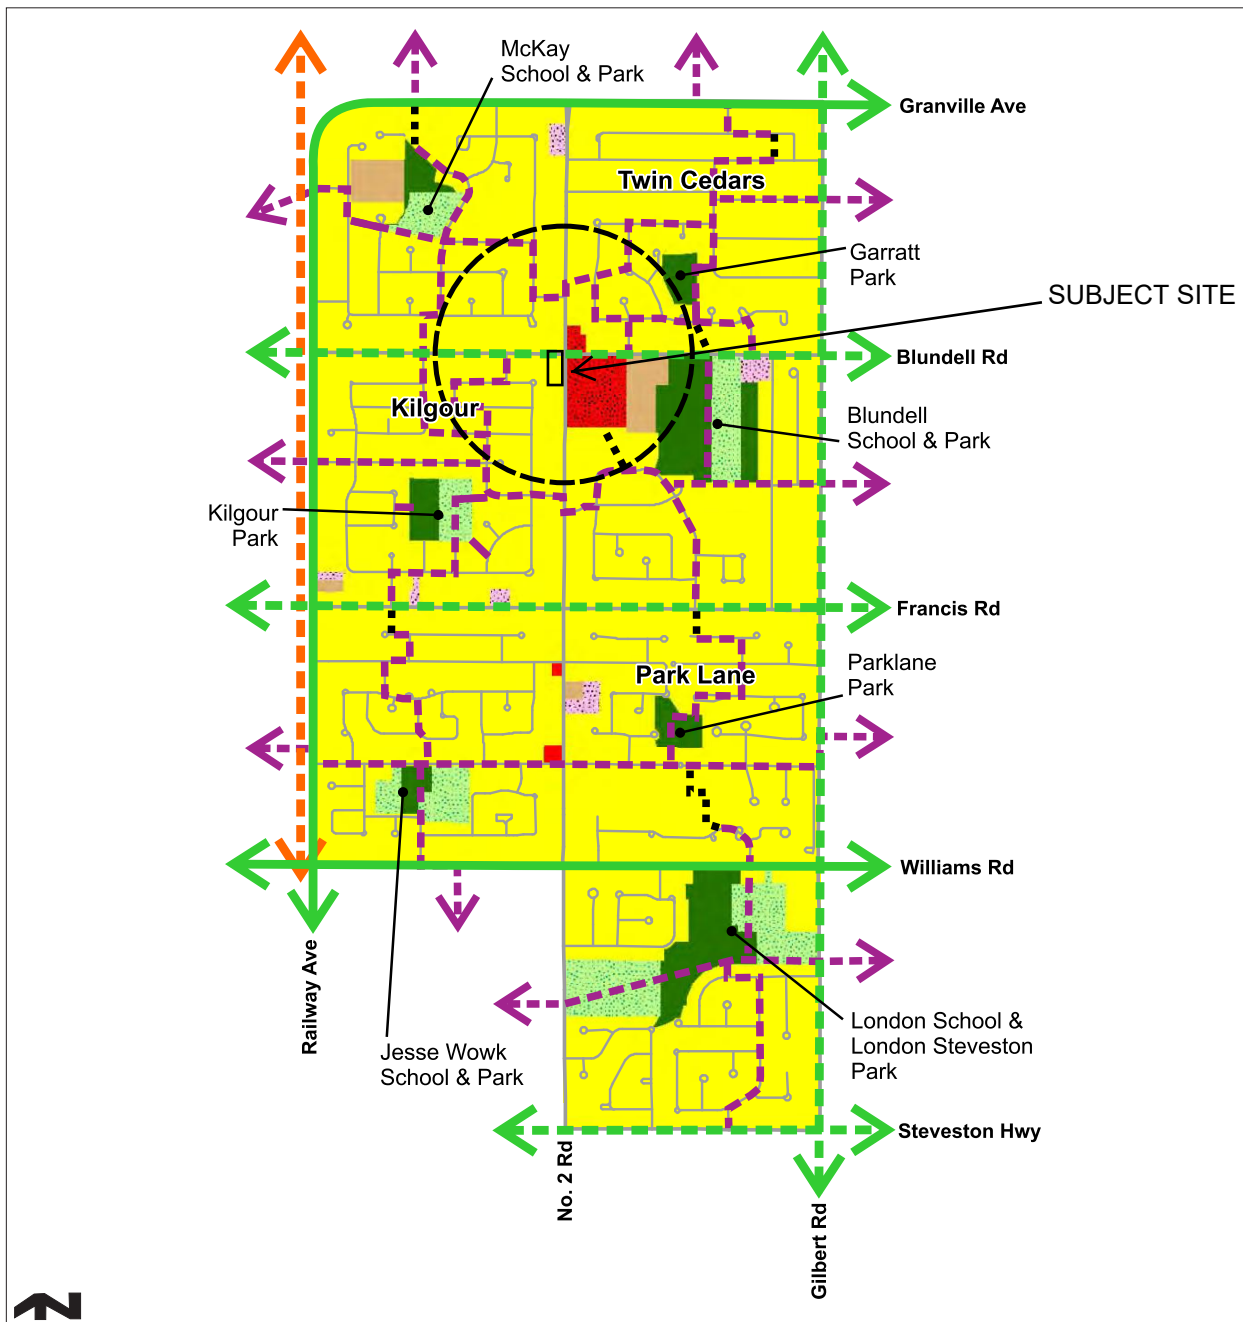 McKay
School & Park
Granville Ave
Twin Cedars
Garratt
Park
SUBJECT SITE
Blundell Rd
Kilgour
Blundell
School & Park
Kilgour
Park
Francis Rd
Park Lane
Parklane
Park
Williams Rd
Railway Ave
Jesse Wowk
School & Park
London School &
London Steveston
Park
Steveston Hwy
No. 2 Rd
Gilbert Rd